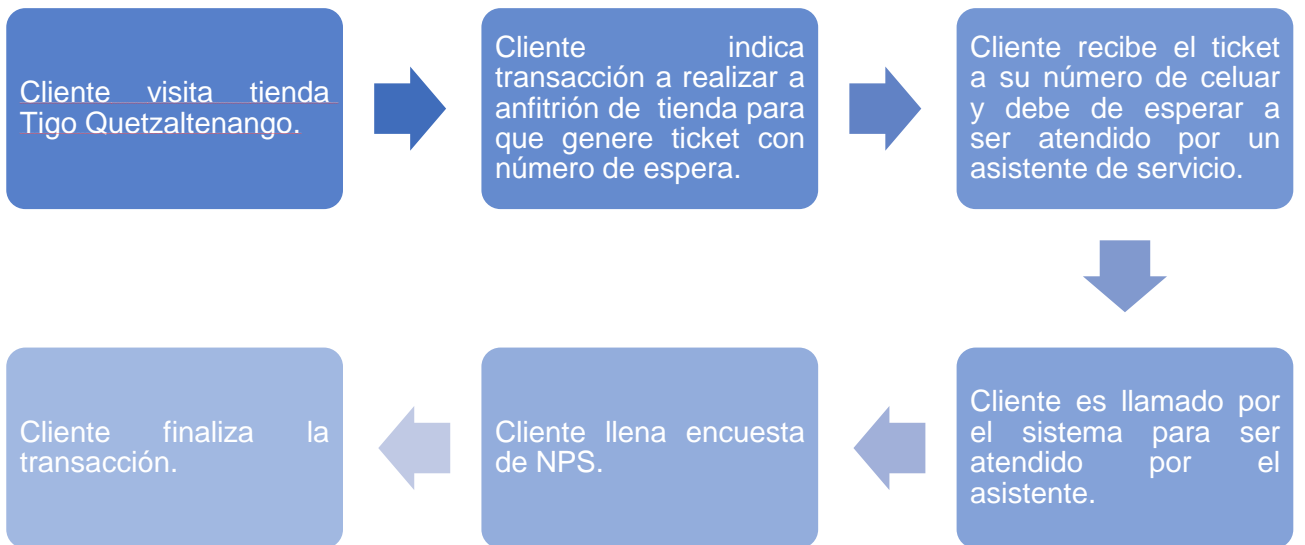 Cliente visita tienda
Tigo Quetzaltenango.
Cliente indica
transacción a realizar a
anfitrión de tienda para
que genere ticket con
número de espera.
Cliente recibe el ticket
a su número de celuar
y debe de esperar a
ser atendido por un
asistente de servicio.
Cliente es llamado por
el sistema para ser
atendido por el
asistente.
Cliente llena encuesta
de NPS.
Cliente finaliza la
transacción.